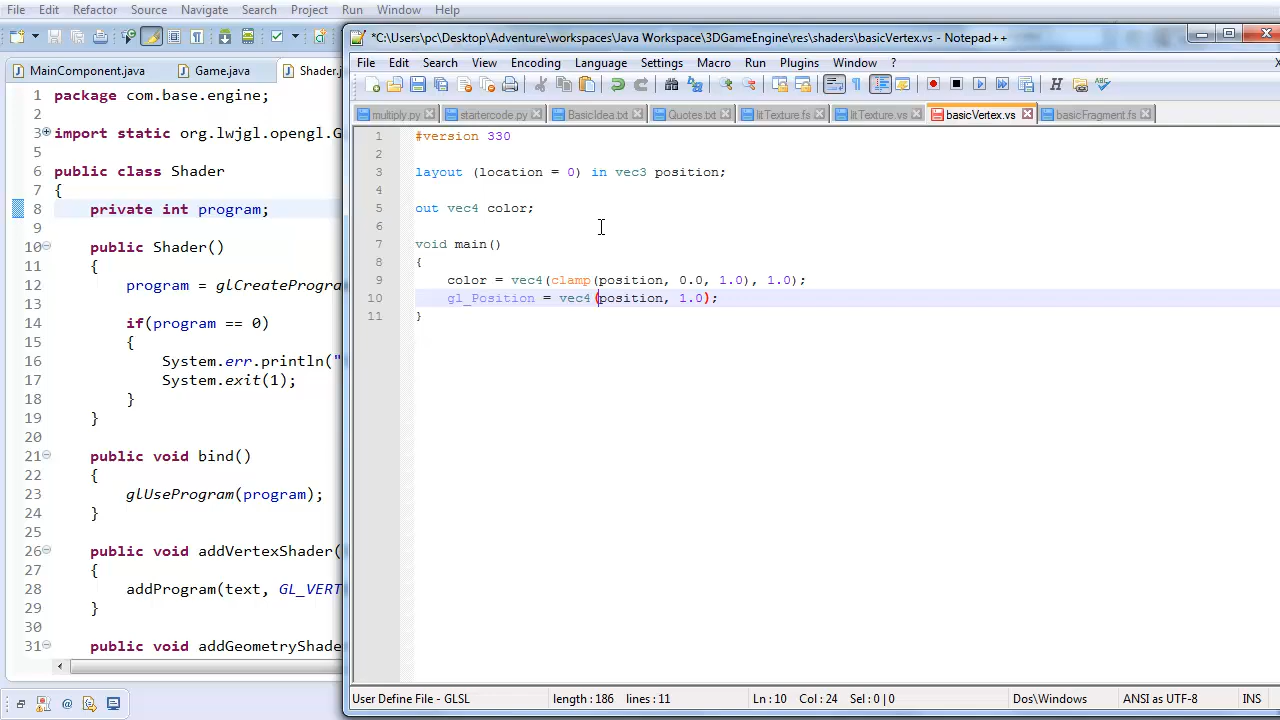 File Edit Refactor Source Navigate Search Project Run Window Help
MainComponent.java Game.java Shader.j
1 package com.base.engine;
2
3 import static org.lwjgl.opengl.G
5
6 public class Shader
7 {
8 private int program;
9
10 public Shader()
11 {
12 program = glCreateProgra
13
14 if(program == 0)
15 {
16 System.err.println("
17 System.exit(1);
18 }
19 }
20
21 public void bind()
22 {
23 glUseProgram(program);
24 }
25
26 public void addVertexShader(
27 {
28 addProgram(text, GL_VERT
29 }
30
31 public void addGeometryShade
*C:\Users\pc\Desktop\Adventure\workspaces\Java Workspace\3DGameEngine\res\shaders\basicVertex.vs - Notepad++
File Edit Search View Encoding Language Settings Macro Run Plugins Window ? X
multiply.py startercode.py BasicIdea.txt Quotes.txt litTexture.fs litTexture.vs basicVertex.vs basicFragment.fs
1 #version 330
2
3 layout (location = 0) in vec3 position;
4
5 out vec4 color;
6
7 void main()
8 {
9 color = vec4(clamp(position, 0.0, 1.0), 1.0);
10 gl_Position = vec4(position, 1.0);
11 }
User Define File - GLSL length : 186 lines : 11 Ln : 10 Col : 24 Sel : 0 | 0 Dos\Windows ANSI as UTF-8 INS